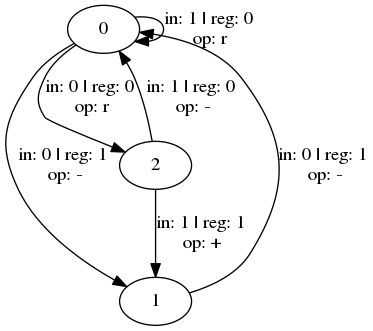 0
in: 1 | reg: 0
op: r
in: 0 | reg: 0
op: r
in: 1 | reg: 0
op: -
in: 0 | reg: 1
op: -
2
in: 0 | reg: 1
op: -
in: 1 | reg: 1
op: +
1